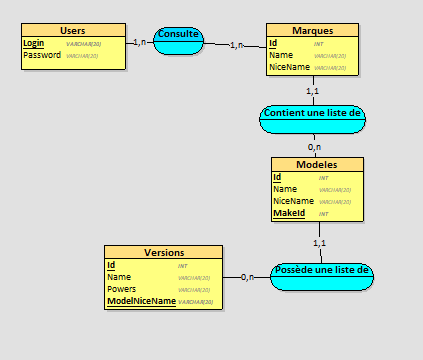 Users
Login VARCHAR(20)
Password VARCHAR(20)
1,n
Consulte
1,n
Marques
Id INT
Name VARCHAR(20)
NiceName VARCHAR(20)
1,1
Contient une liste de
0,n
Modeles
Id INT
Name VARCHAR(20)
NiceName VARCHAR(20)
MakeId INT
1,1
Possède une liste de
0,n
Versions
Id INT
Name VARCHAR(20)
Powers VARCHAR(20)
ModelNiceName VARCHAR(20)